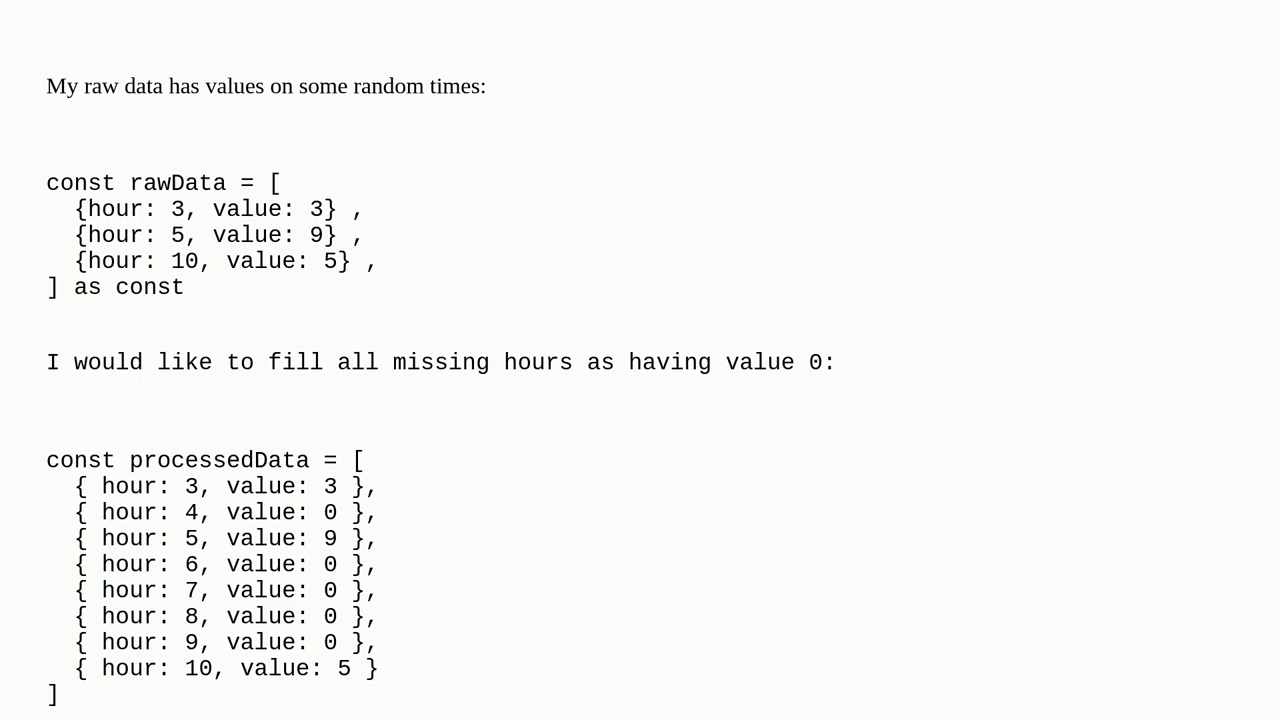 My raw data has values on some random times:
const rawData = [
  {hour: 3, value: 3} ,
  {hour: 5, value: 9} ,
  {hour: 10, value: 5} ,
] as const
I would like to fill all missing hours as having value 0:
const processedData = [
  { hour: 3, value: 3 },
  { hour: 4, value: 0 },
  { hour: 5, value: 9 },
  { hour: 6, value: 0 },
  { hour: 7, value: 0 },
  { hour: 8, value: 0 },
  { hour: 9, value: 0 },
  { hour: 10, value: 5 }
]